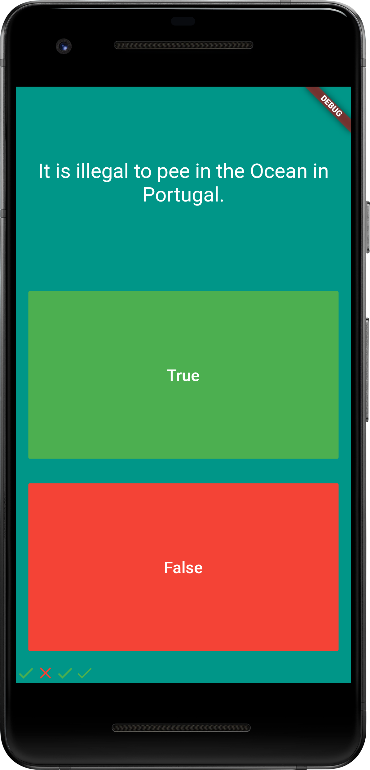 DEBUG
It is illegal to pee in the Ocean in
Portugal.
True
False